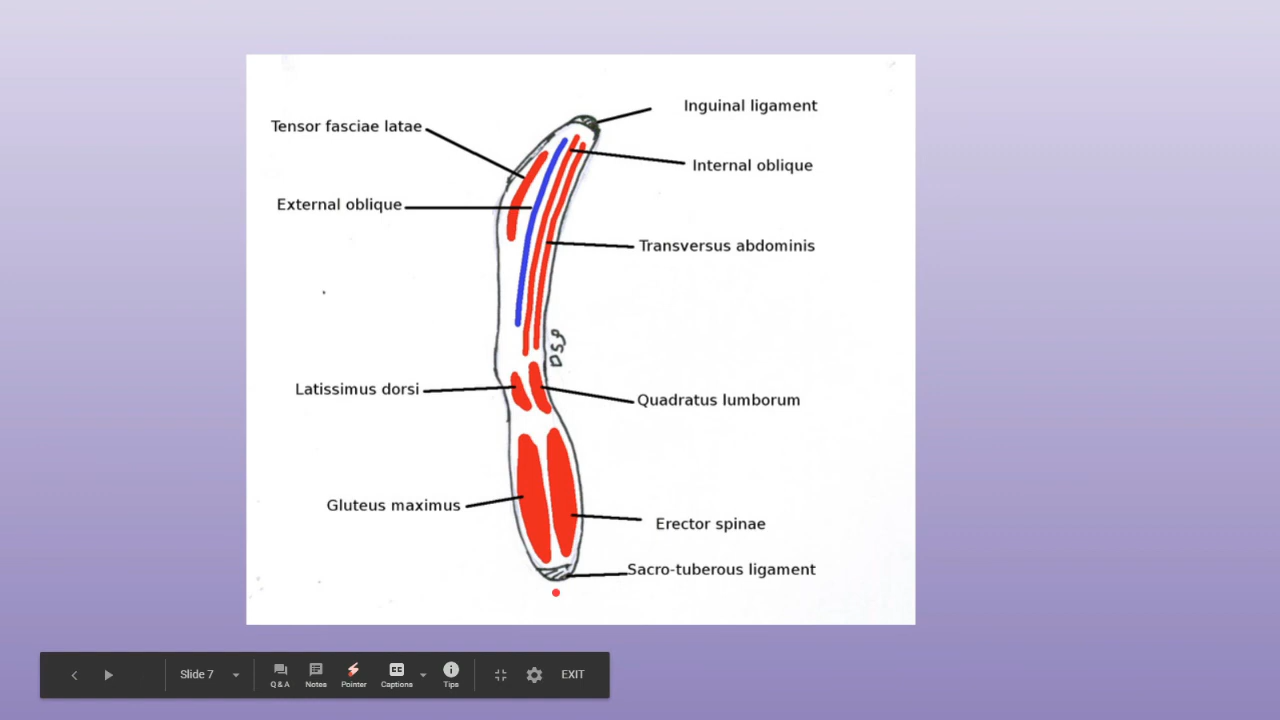 Inguinal ligament
Tensor fasciae latae
Internal oblique
External oblique
Transversus abdominis
DSP
Latissimus dorsi
Quadratus lumborum
Gluteus maximus
Erector spinae
Sacro-tuberous ligament
Slide 7
Q & A
Notes
Pointer
CC
Captions
Tips
EXIT